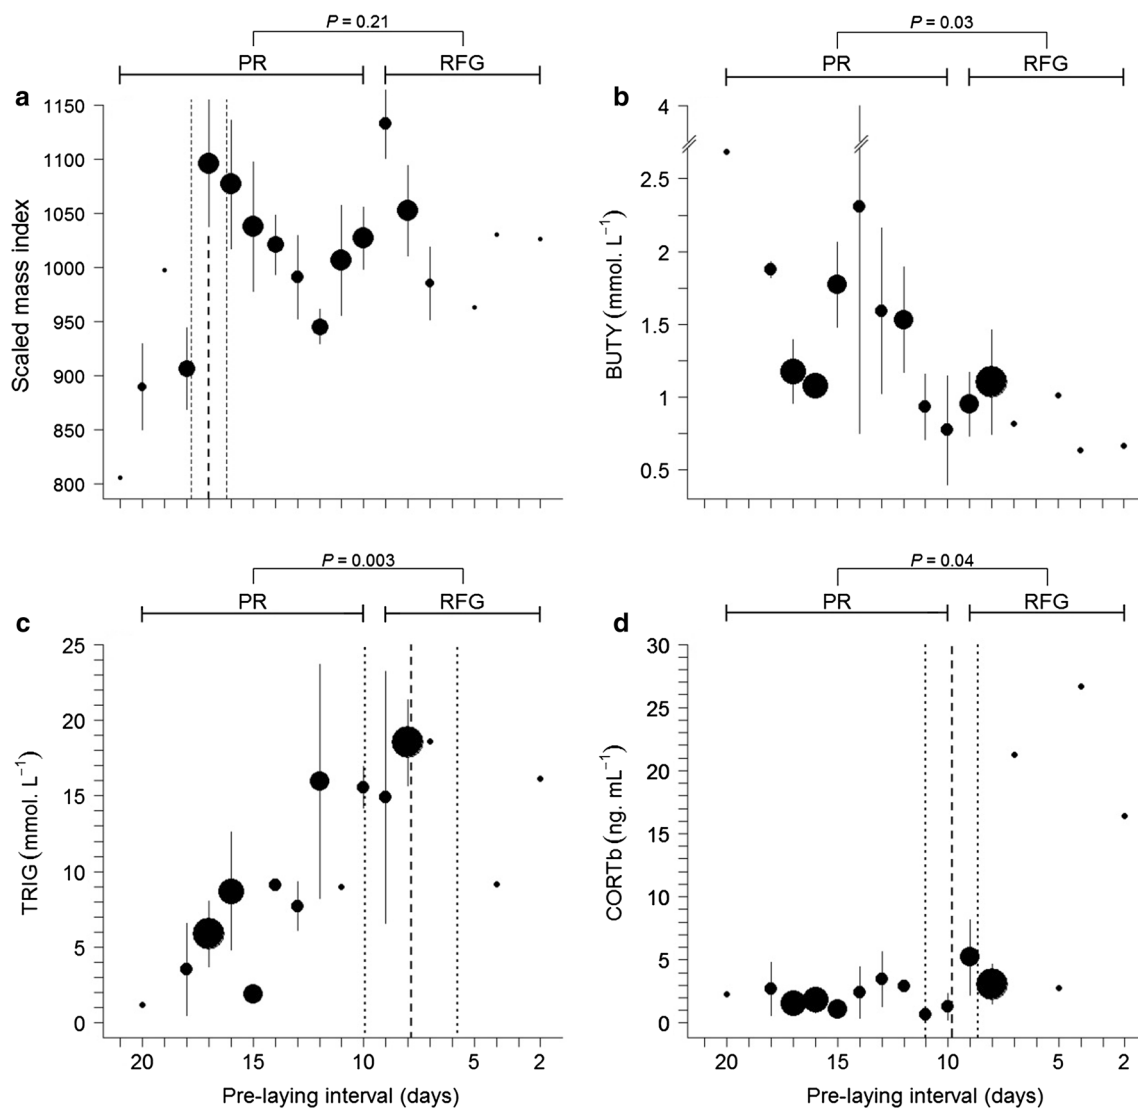 P = 0.21
PR RFG
a
1150
1100
1050
1000
950
900
850
800
Scaled mass index
P = 0.03
PR RFG
b
4
2.5
2
1.5
1
0.5
BUTY (mmol. L⁻¹)
P = 0.003
PR RFG
c
25
20
15
10
5
0
TRIG (mmol. L⁻¹)
20 15 10 5 2
Pre-laying interval (days)
P = 0.04
PR RFG
d
30
25
20
15
10
5
0
CORTb (ng. mL⁻¹)
20 15 10 5 2
Pre-laying interval (days)